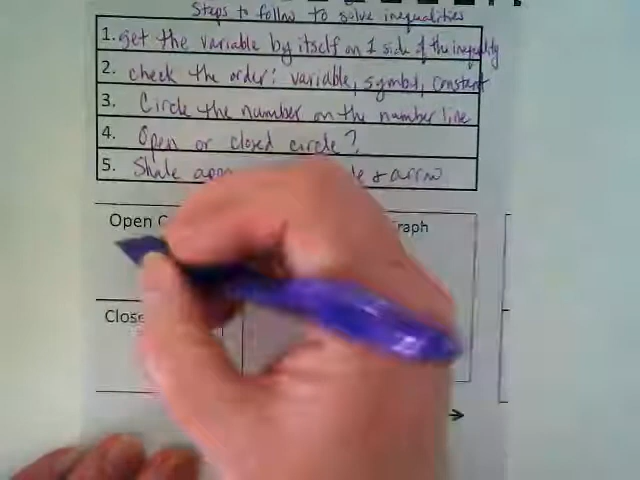 Steps to follow to solve inequalities
1. get the variable by itself on 1 side of the inequality
2. check the order: variable, symbol, constant
3. Circle the number on the number line
4. Open or closed circle?
5. & arrow
Open
Close